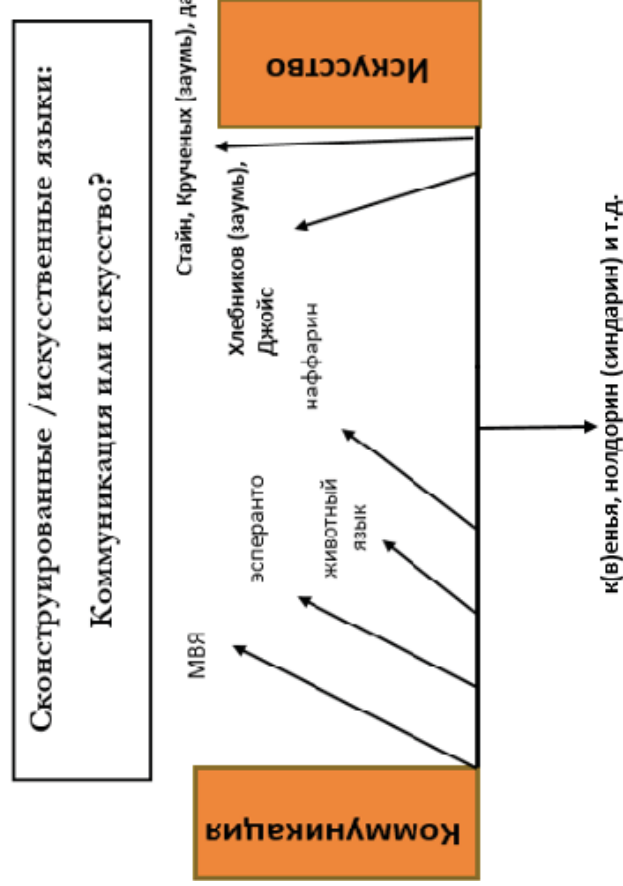 Сконструированные /искусственные языки:
Коммуникация или искусство?
Коммуникация
МВЯ
эсперанто
животный
язык
наффарин
Хлебников (заумь),
Джойс
Стайн, Крученых [заумь), да
Искусство
к(в)енья, нолдорин (синдарин) и т.д.